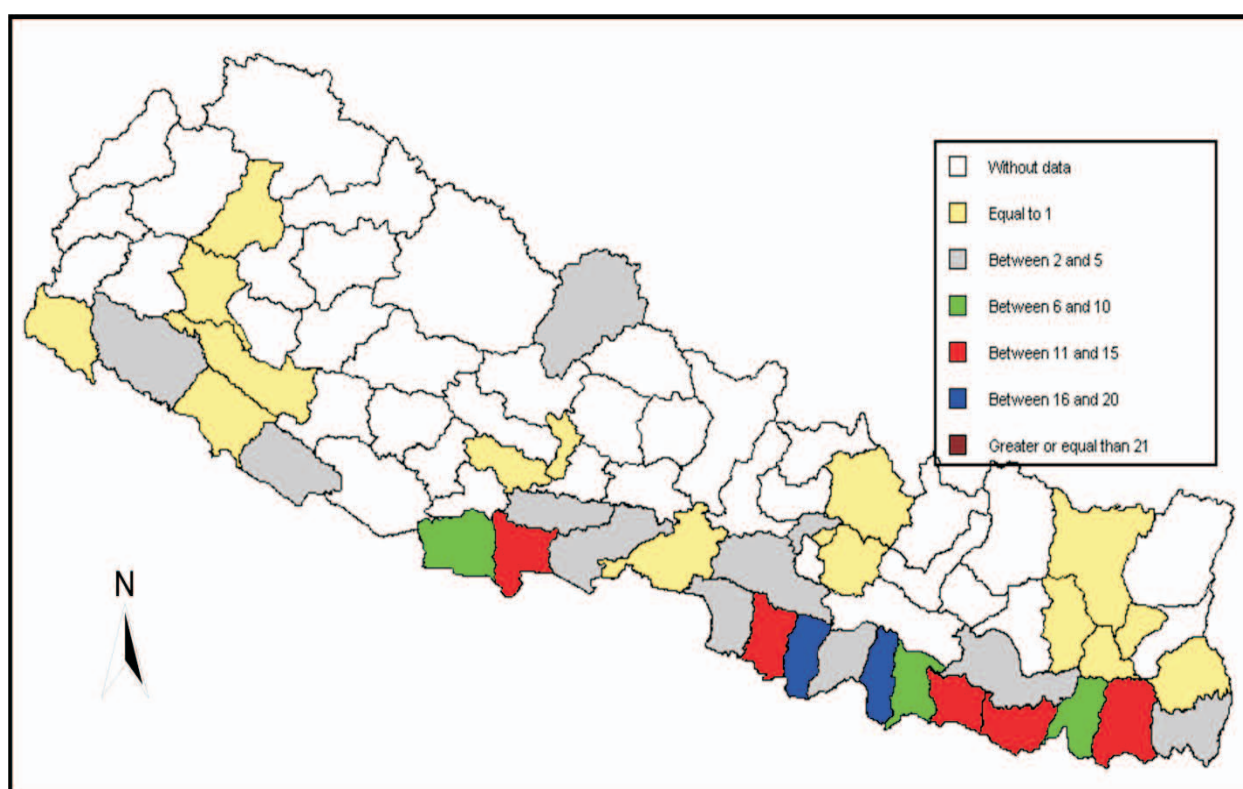 Without data
Equal to 1
Between 2 and 5
Between 6 and 10
Between 11 and 15
Between 16 and 20
Greater or equal than 21
N